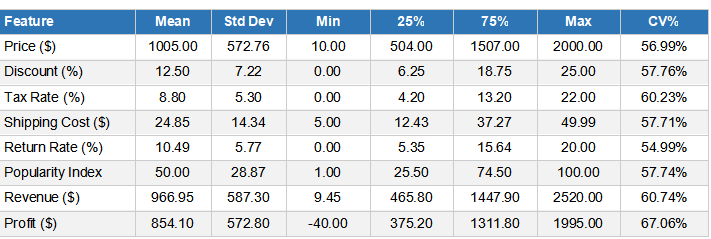 Feature Mean Std Dev Min 25% 75% Max CV%
Price ($) 1005.00 572.76 10.00 504.00 1507.00 2000.00 56.99%
Discount (%) 12.50 7.22 0.00 6.25 18.75 25.00 57.76%
Tax Rate (%) 8.80 5.30 0.00 4.20 13.20 22.00 60.23%
Shipping Cost ($) 24.85 14.34 5.00 12.43 37.27 49.99 57.71%
Return Rate (%) 10.49 5.77 0.00 5.35 15.64 20.00 54.99%
Popularity Index 50.00 28.87 1.00 25.50 74.50 100.00 57.74%
Revenue ($) 966.95 587.30 9.45 465.80 1447.90 2520.00 60.74%
Profit ($) 854.10 572.80 -40.00 375.20 1311.80 1995.00 67.06%